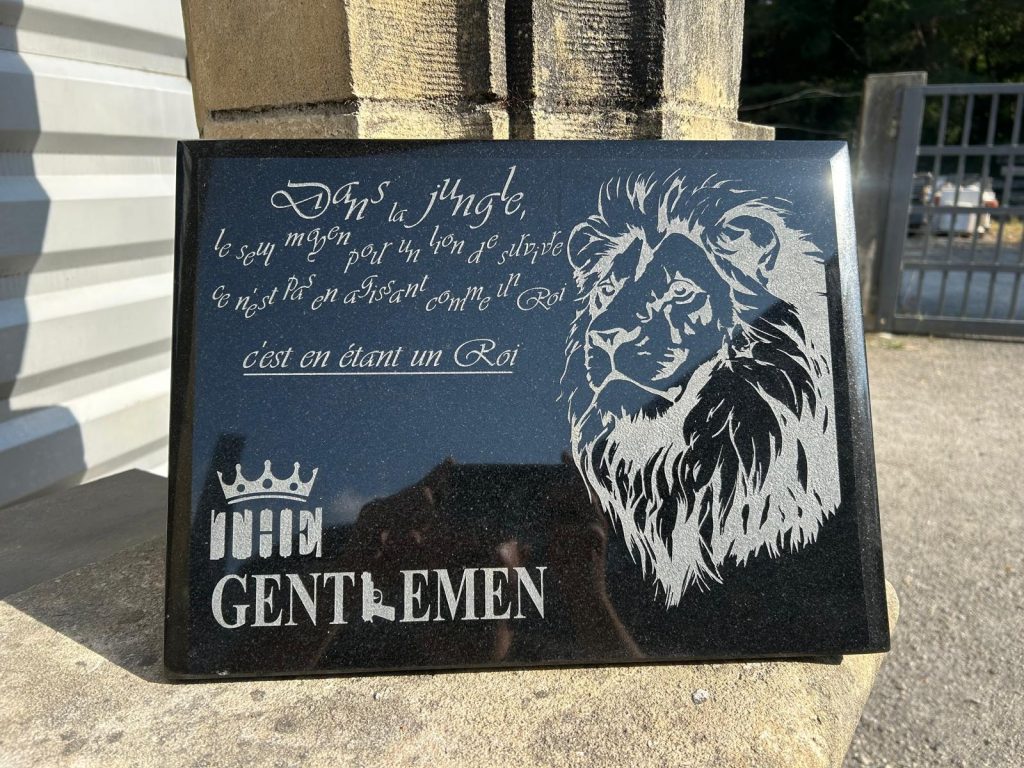 Dans la jungle,
le seul moyen pour un lion de survivre
ce n'est pas en agissant comme un Roi
c'est en étant un Roi
THE
GENTLEMEN